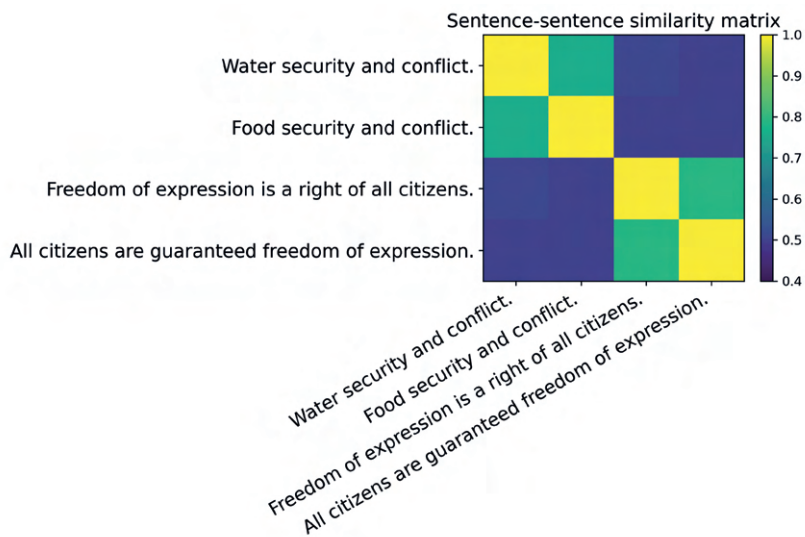 Sentence-sentence similarity matrix
Water security and conflict.
Food security and conflict.
Freedom of expression is a right of all citizens.
All citizens are guaranteed freedom of expression.
1.0
0.9
0.8
0.7
0.6
0.5
0.4
Water security and conflict.
Food security and conflict.
Freedom of expression is a right of all citizens.
All citizens are guaranteed freedom of expression.